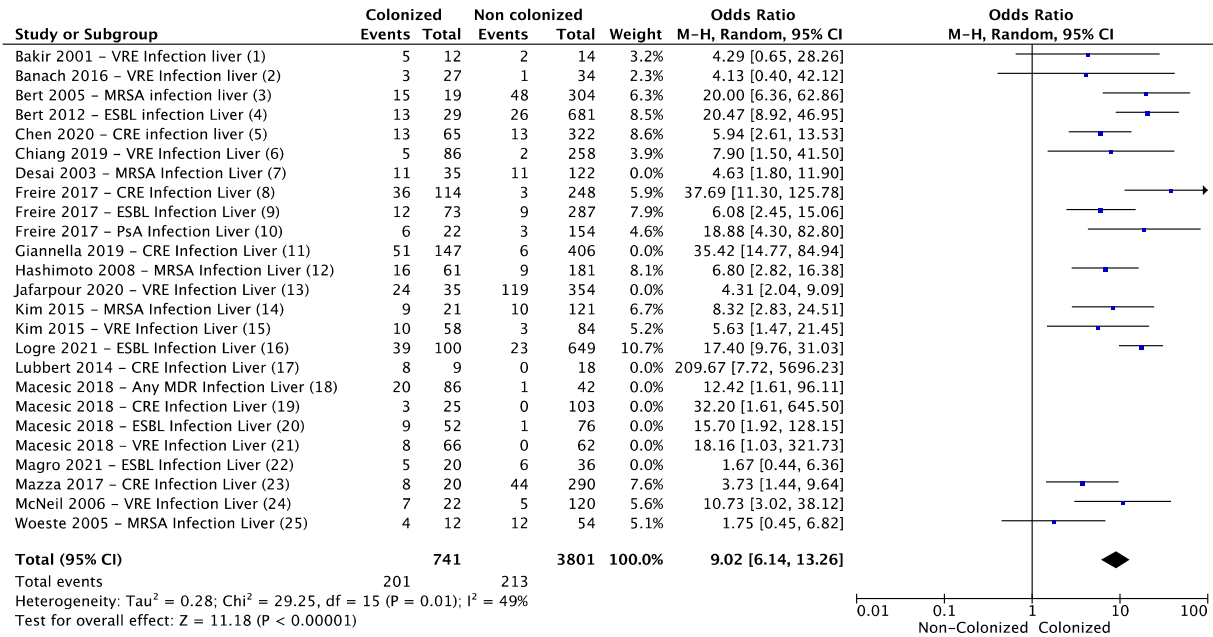 Colonized Non colonized Odds Ratio Odds Ratio
Study or Subgroup Events Total Events Total Weight M-H, Random, 95% CI M-H, Random, 95% CI
Bakir 2001 – VRE Infection liver (1) 5 12 2 14 3.2% 4.29 [0.65, 28.26]
Banach 2016 – VRE Infection liver (2) 3 27 1 34 2.3% 4.13 [0.40, 42.12]
Bert 2005 – MRSA infection liver (3) 15 19 48 304 6.3% 20.00 [6.36, 62.86]
Bert 2012 – ESBL infection liver (4) 13 29 26 681 8.5% 20.47 [8.92, 46.95]
Chen 2020 – CRE infection liver (5) 13 65 13 322 8.6% 5.94 [2.61, 13.53]
Chiang 2019 – VRE Infection Liver (6) 5 86 2 258 3.9% 7.90 [1.50, 41.50]
Desai 2003 – MRSA infection Liver (7) 11 35 11 122 0.0% 4.63 [1.80, 11.90]
Freire 2017 – CRE Infection Liver (8) 36 114 3 248 5.9% 37.69 [11.30, 125.78]
Freire 2017 – ESBL Infection Liver (9) 12 73 9 287 7.9% 6.08 [2.45, 15.06]
Freire 2017 – PsA Infection Liver (10) 6 22 3 154 4.6% 18.88 [4.30, 82.80]
Giannella 2019 – CRE Infection Liver (11) 51 147 6 406 0.0% 35.42 [14.77, 84.94]
Hashimoto 2008 – MRSA Infection Liver (12) 16 61 9 181 8.1% 6.80 [2.82, 16.38]
Jafarpour 2020 – VRE Infection Liver (13) 24 35 119 354 0.0% 4.31 [2.04, 9.09]
Kim 2015 – MRSA Infection Liver (14) 9 21 10 121 6.7% 8.32 [2.83, 24.51]
Kim 2015 – VRE Infection Liver (15) 10 58 3 84 5.2% 5.63 [1.47, 21.45]
Logre 2021 – ESBL Infection Liver (16) 39 100 23 649 10.7% 17.40 [9.76, 31.03]
Lubbert 2014 – CRE Infection Liver (17) 8 9 0 18 0.0% 209.67 [7.72, 5696.23]
Macesic 2018 – Any MDR Infection Liver (18) 20 86 1 42 0.0% 12.42 [1.61, 96.11]
Macesic 2018 – CRE Infection Liver (19) 3 25 0 103 0.0% 32.20 [1.61, 645.50]
Macesic 2018 – ESBL Infection Liver (20) 9 52 1 76 0.0% 15.70 [1.92, 128.15]
Macesic 2018 – VRE Infection Liver (21) 8 66 0 62 0.0% 18.16 [1.03, 321.73]
Magro 2021 – ESBL Infection Liver (22) 5 20 6 36 0.0% 1.67 [0.44, 6.36]
Mazza 2017 – CRE Infection Liver (23) 8 20 44 290 7.6% 3.73 [1.44, 9.64]
McNeil 2006 – VRE Infection Liver (24) 7 22 5 120 5.6% 10.73 [3.02, 38.12]
Woeste 2005 – MRSA Infection Liver (25) 4 12 12 54 5.1% 1.75 [0.45, 6.82]
Total (95% CI) 741 3801 100.0% 9.02 [6.14, 13.26]
Total events 201 213
Heterogeneity: Tau² = 0.28; Chi² = 29.25, df = 15 (P = 0.01); I² = 49%
Test for overall effect: Z = 11.18 (P < 0.00001)
0.01 0.1 1 10 100
Non-Colonized Colonized